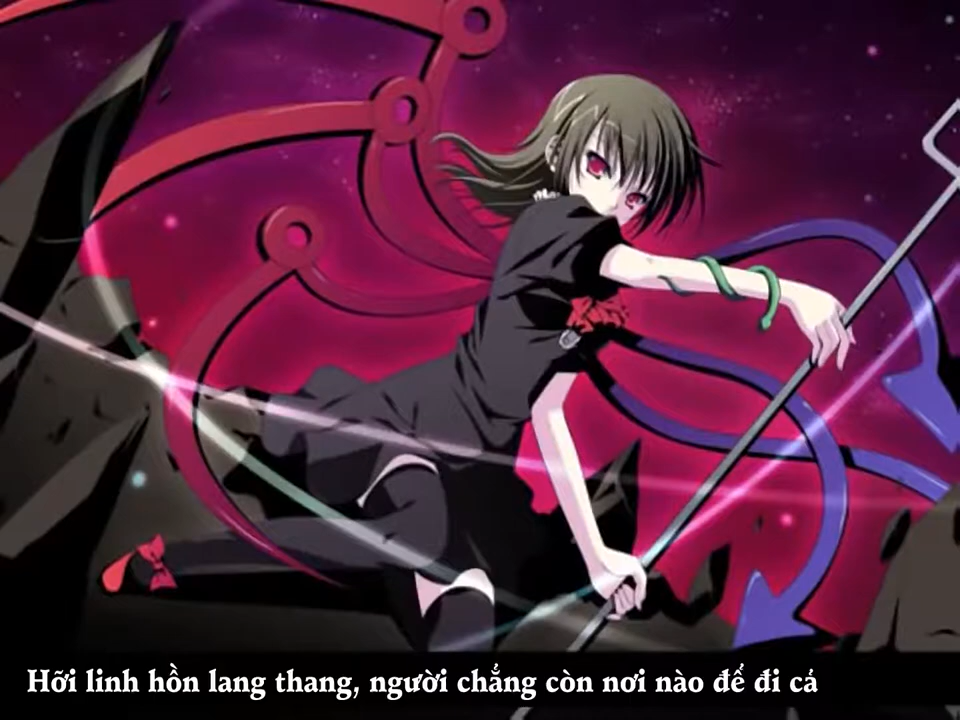 Hỡi linh hồn lang thang, người chẳng còn nơi nào để đi cả